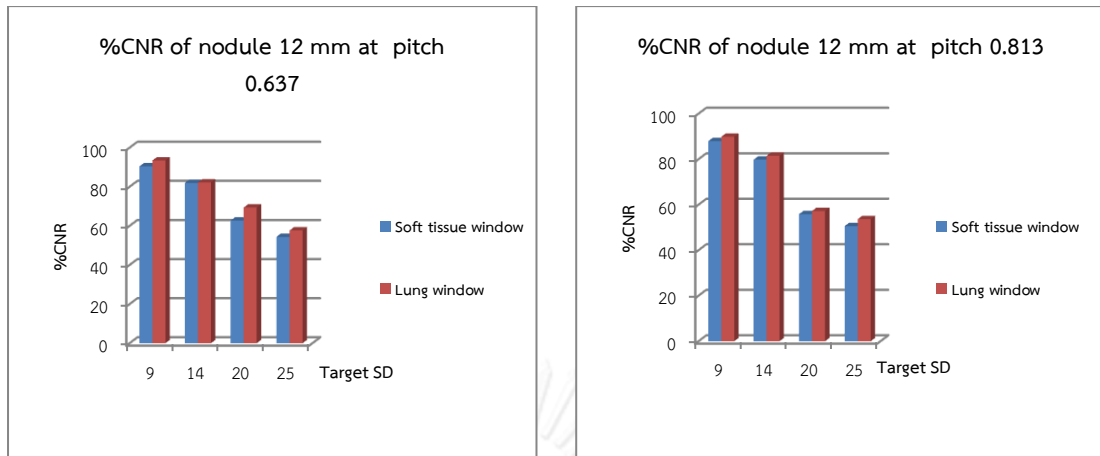 %CNR of nodule 12 mm at pitch
0.637
100
80
60
40
20
0
%CNR
9 14 20 25 Target SD
Soft tissue window
Lung window
%CNR of nodule 12 mm at pitch 0.813
100
80
60
40
20
0
%CNR
9 14 20 25 Target SD
Soft tissue window
Lung window